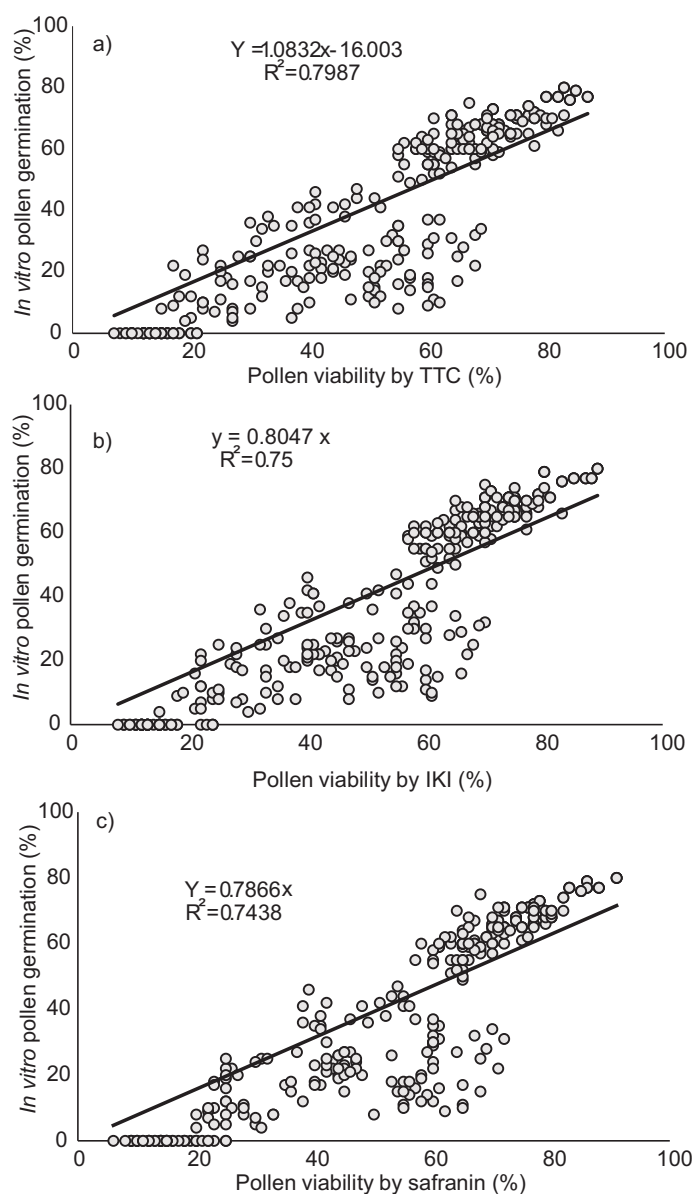 a)
Y =1.0832x-16.003
R²=0.7987
In vitro pollen germination (%)
100
80
60
40
20
0
0 20 40 60 80 100
Pollen viability by TTC (%)
b)
y = 0.8047 x
R²=0.75
In vitro pollen germination (%)
100
80
60
40
20
0
0 20 40 60 80 100
Pollen viability by IKI (%)
c)
Y = 0.7866x
R²=0.7438
In vitro pollen germination (%)
100
80
60
40
20
0
0 20 40 60 80 100
Pollen viability by safranin (%)